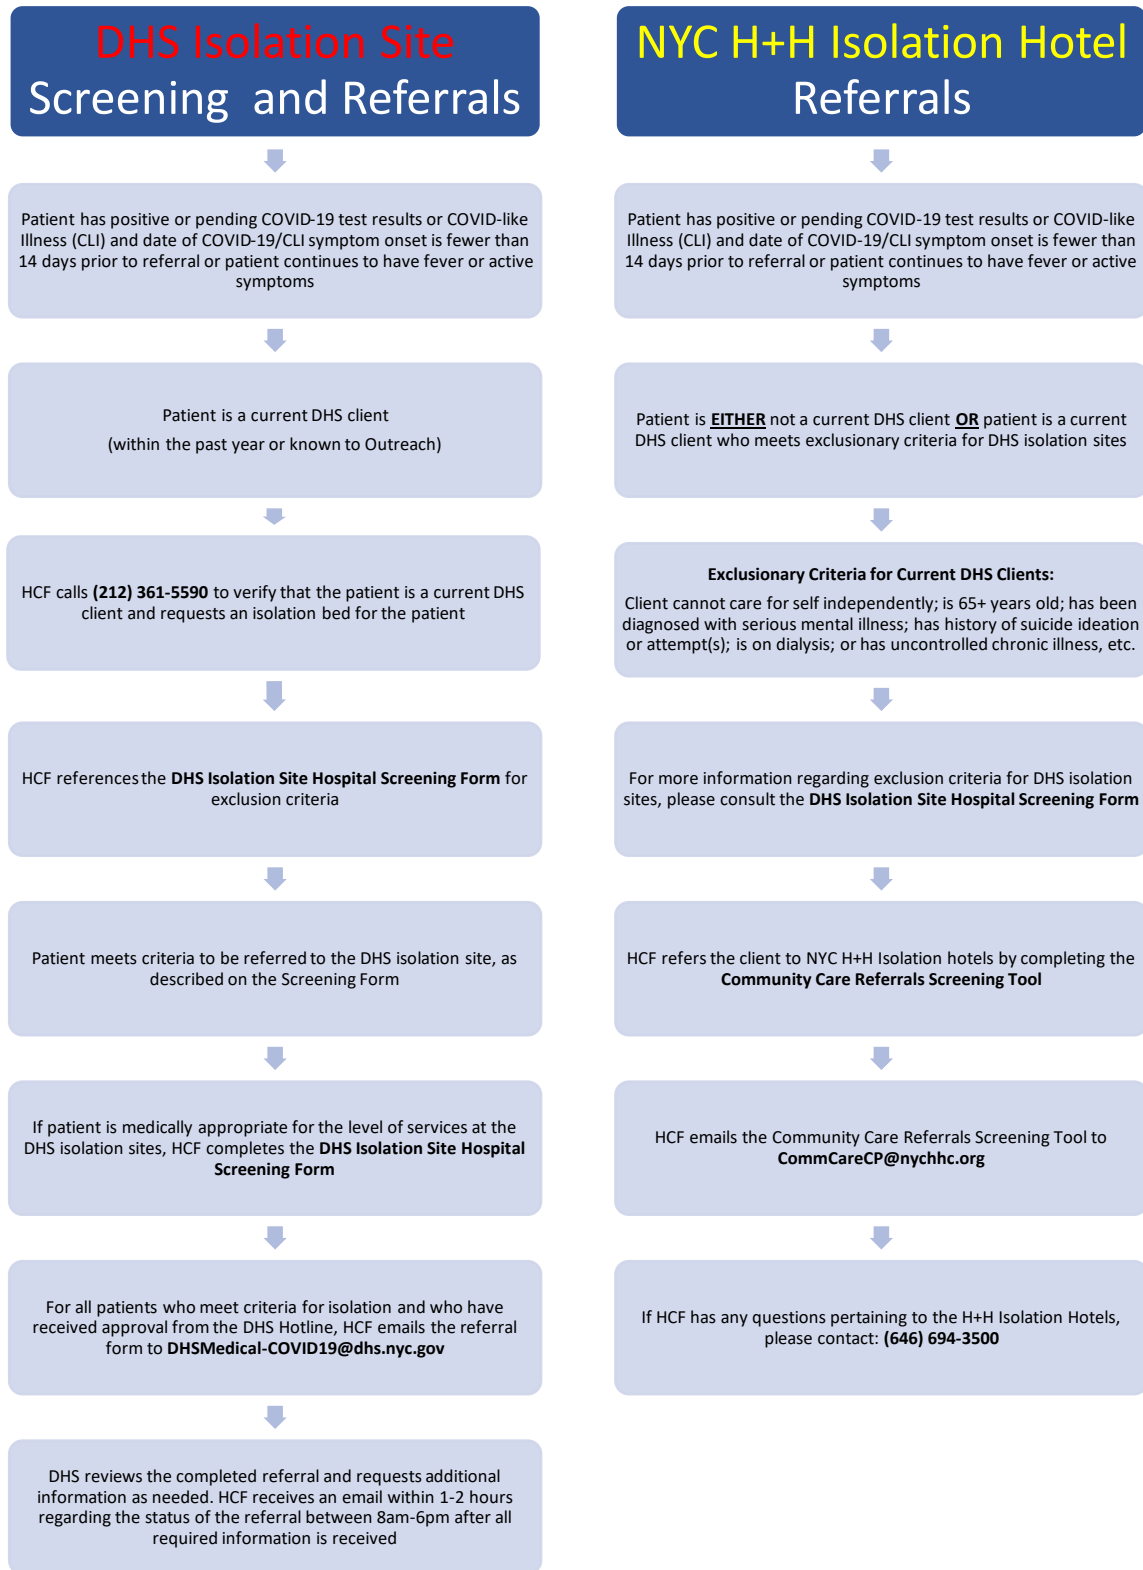 DHS Isolation Site
Screening and Referrals
Patient has positive or pending COVID-19 test results or COVID-like
Illness (CLI) and date of COVID-19/CLI symptom onset is fewer than
14 days prior to referral or patient continues to have fever or active
symptoms
Patient is a current DHS client
(within the past year or known to Outreach)
HCF calls (212) 361-5590 to verify that the patient is a current DHS
client and requests an isolation bed for the patient
HCF references the DHS Isolation Site Hospital Screening Form for
exclusion criteria
Patient meets criteria to be referred to the DHS isolation site, as
described on the Screening Form
If patient is medically appropriate for the level of services at the
DHS isolation sites, HCF completes the DHS Isolation Site Hospital
Screening Form
For all patients who meet criteria for isolation and who have
received approval from the DHS Hotline, HCF emails the referral
form to DHSMedical-COVID19@dhs.nyc.gov
DHS reviews the completed referral and requests additional
information as needed. HCF receives an email within 1-2 hours
regarding the status of the referral between 8am-6pm after all
required information is received
NYC H+H Isolation Hotel
Referrals
Patient has positive or pending COVID-19 test results or COVID-like
Illness (CLI) and date of COVID-19/CLI symptom onset is fewer than
14 days prior to referral or patient continues to have fever or active
symptoms
Patient is EITHER not a current DHS client OR patient is a current
DHS client who meets exclusionary criteria for DHS isolation sites
Exclusionary Criteria for Current DHS Clients:
Client cannot care for self independently; is 65+ years old; has been
diagnosed with serious mental illness; has history of suicide ideation
or attempt(s); is on dialysis; or has uncontrolled chronic illness, etc.
For more information regarding exclusion criteria for DHS isolation
sites, please consult the DHS Isolation Site Hospital Screening Form
HCF refers the client to NYC H+H Isolation hotels by completing the
Community Care Referrals Screening Tool
HCF emails the Community Care Referrals Screening Tool to
CommCareCP@nychhc.org
If HCF has any questions pertaining to the H+H Isolation Hotels,
please contact: (646) 694-3500